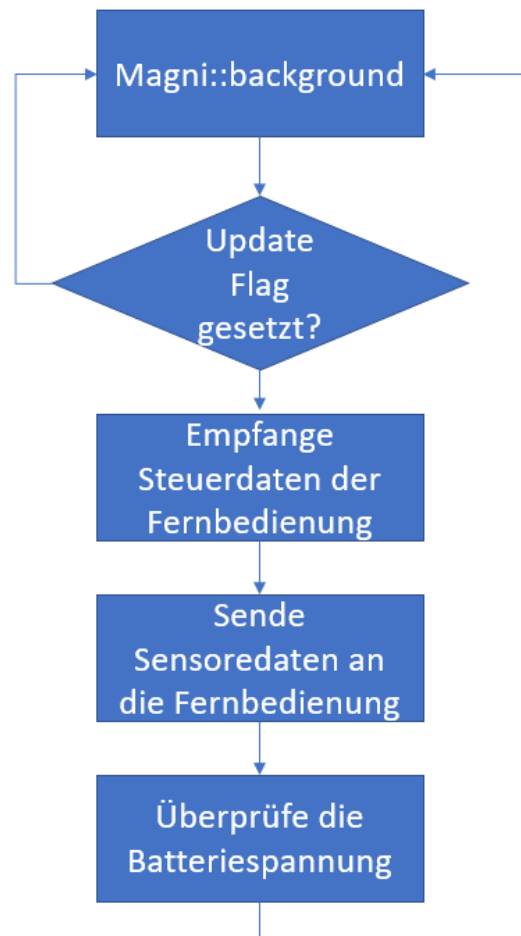 Magni::background
Update
Flag
gesetzt?
Empfange
Steuerdaten der
Fernbedienung
Sende
Sensoredaten an
die Fernbedienung
Überprüfe die
Batteriespannung